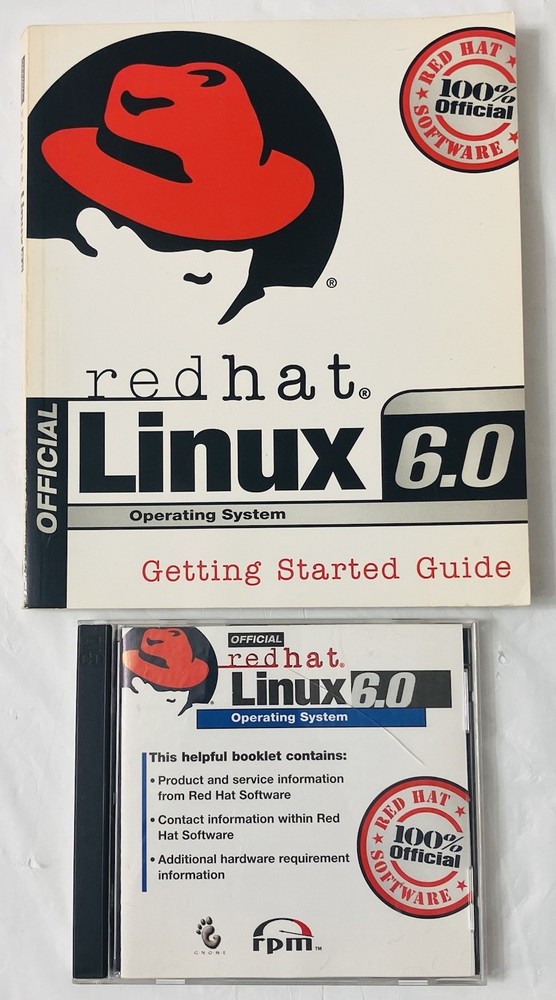 RED HAT
100%
Official
SOFTWARE
®
redhat®
OFFICIAL
Linux 6.0
Operating System
Getting Started Guide
OFFICIAL
redhat®
Linux 6.0
Operating System
This helpful booklet contains:
• Product and service information
from Red Hat Software
• Contact information within Red
Hat Software
• Additional hardware requirement
information
RED HAT
100%
Official
SOFTWARE
GNOME
rpm™